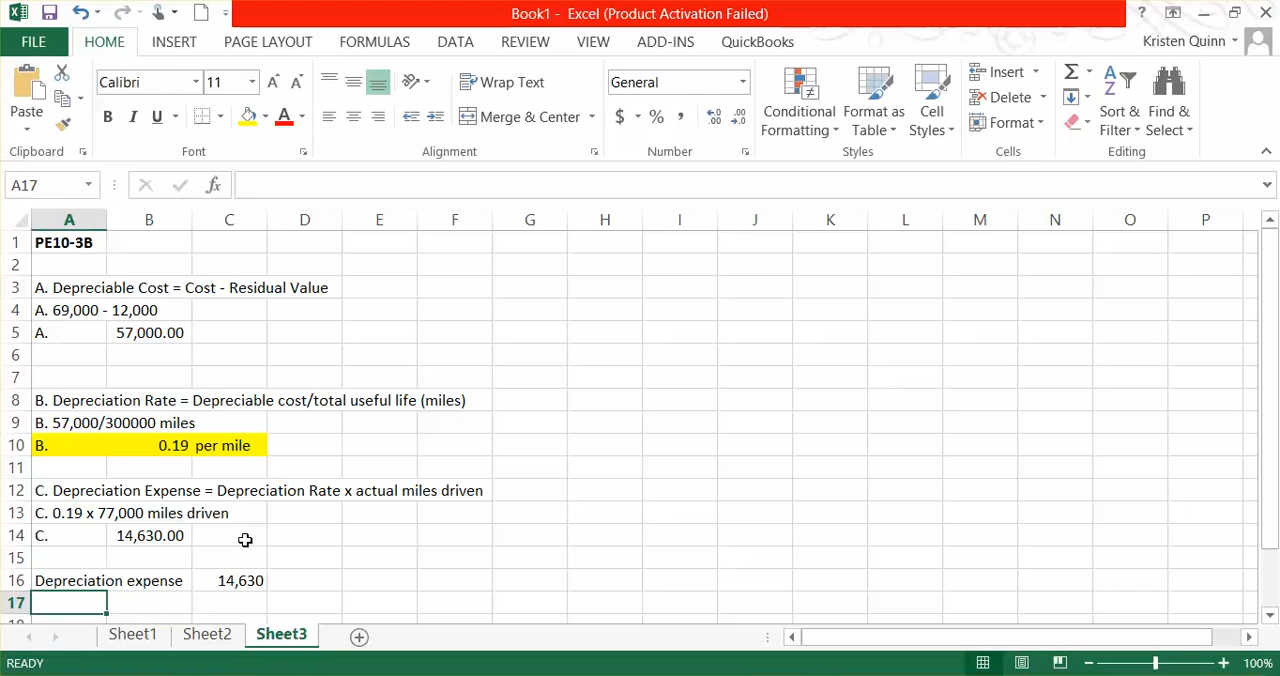 Book1 - Excel (Product Activation Failed)
FILE HOME INSERT PAGE LAYOUT FORMULAS DATA REVIEW VIEW ADD-INS QuickBooks Kristen Quinn
Paste
Calibri 11
B I U A
Wrap Text
Merge & Center
General
$ % ,
Conditional Formatting
Format as Table
Cell Styles
Insert
Delete
Format
Sort & Filter
Find & Select
Clipboard Font Alignment Number Styles Cells Editing
A17 fx
A B C D E F G H I J K L M N O P
1 PE10-3B
2
3 A. Depreciable Cost = Cost - Residual Value
4 A. 69,000 - 12,000
5 A. 57,000.00
6
7
8 B. Depreciation Rate = Depreciable cost/total useful life (miles)
9 B. 57,000/300000 miles
10 B. 0.19 per mile
11
12 C. Depreciation Expense = Depreciation Rate x actual miles driven
13 C. 0.19 x 77,000 miles driven
14 C. 14,630.00
15
16 Depreciation expense 14,630
17
18
Sheet1 Sheet2 Sheet3
READY 100%